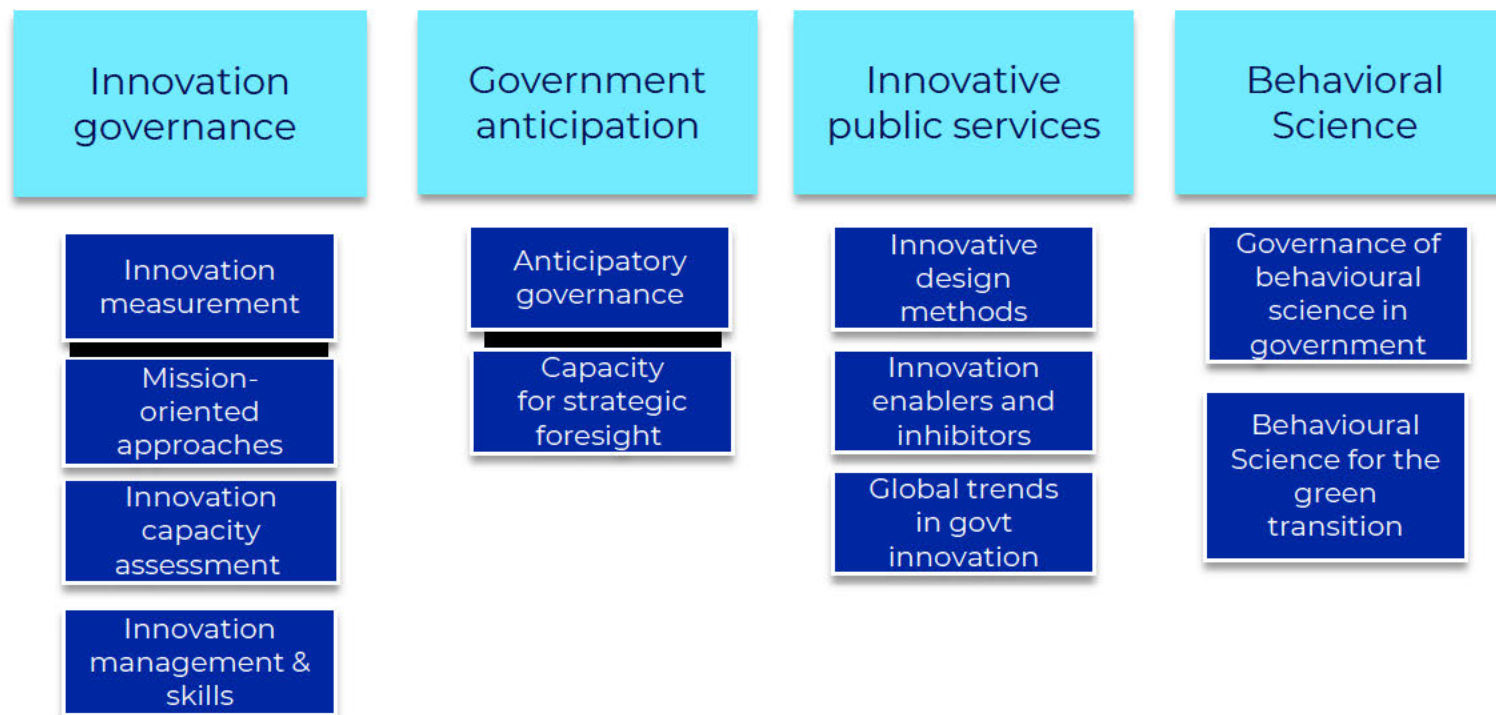 Innovation
governance
Innovation
measurement
Mission-
oriented
approaches
Innovation
capacity
assessment
Innovation
management &
skills
Government
anticipation
Anticipatory
governance
Capacity
for strategic
foresight
Innovative
public services
Innovative
design
methods
Innovation
enablers and
inhibitors
Global trends
in govt
innovation
Behavioral
Science
Governance of
behavioural
science in
government
Behavioural
Science for the
green
transition